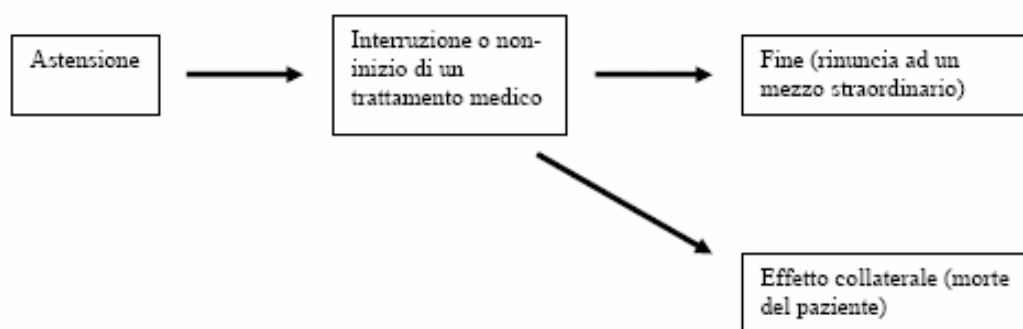 Astensione
Interruzione o non-
inizio di un
trattamento medico
Fine (rinuncia ad un
mezzo straordinario)
Effetto collaterale (morte
del paziente)